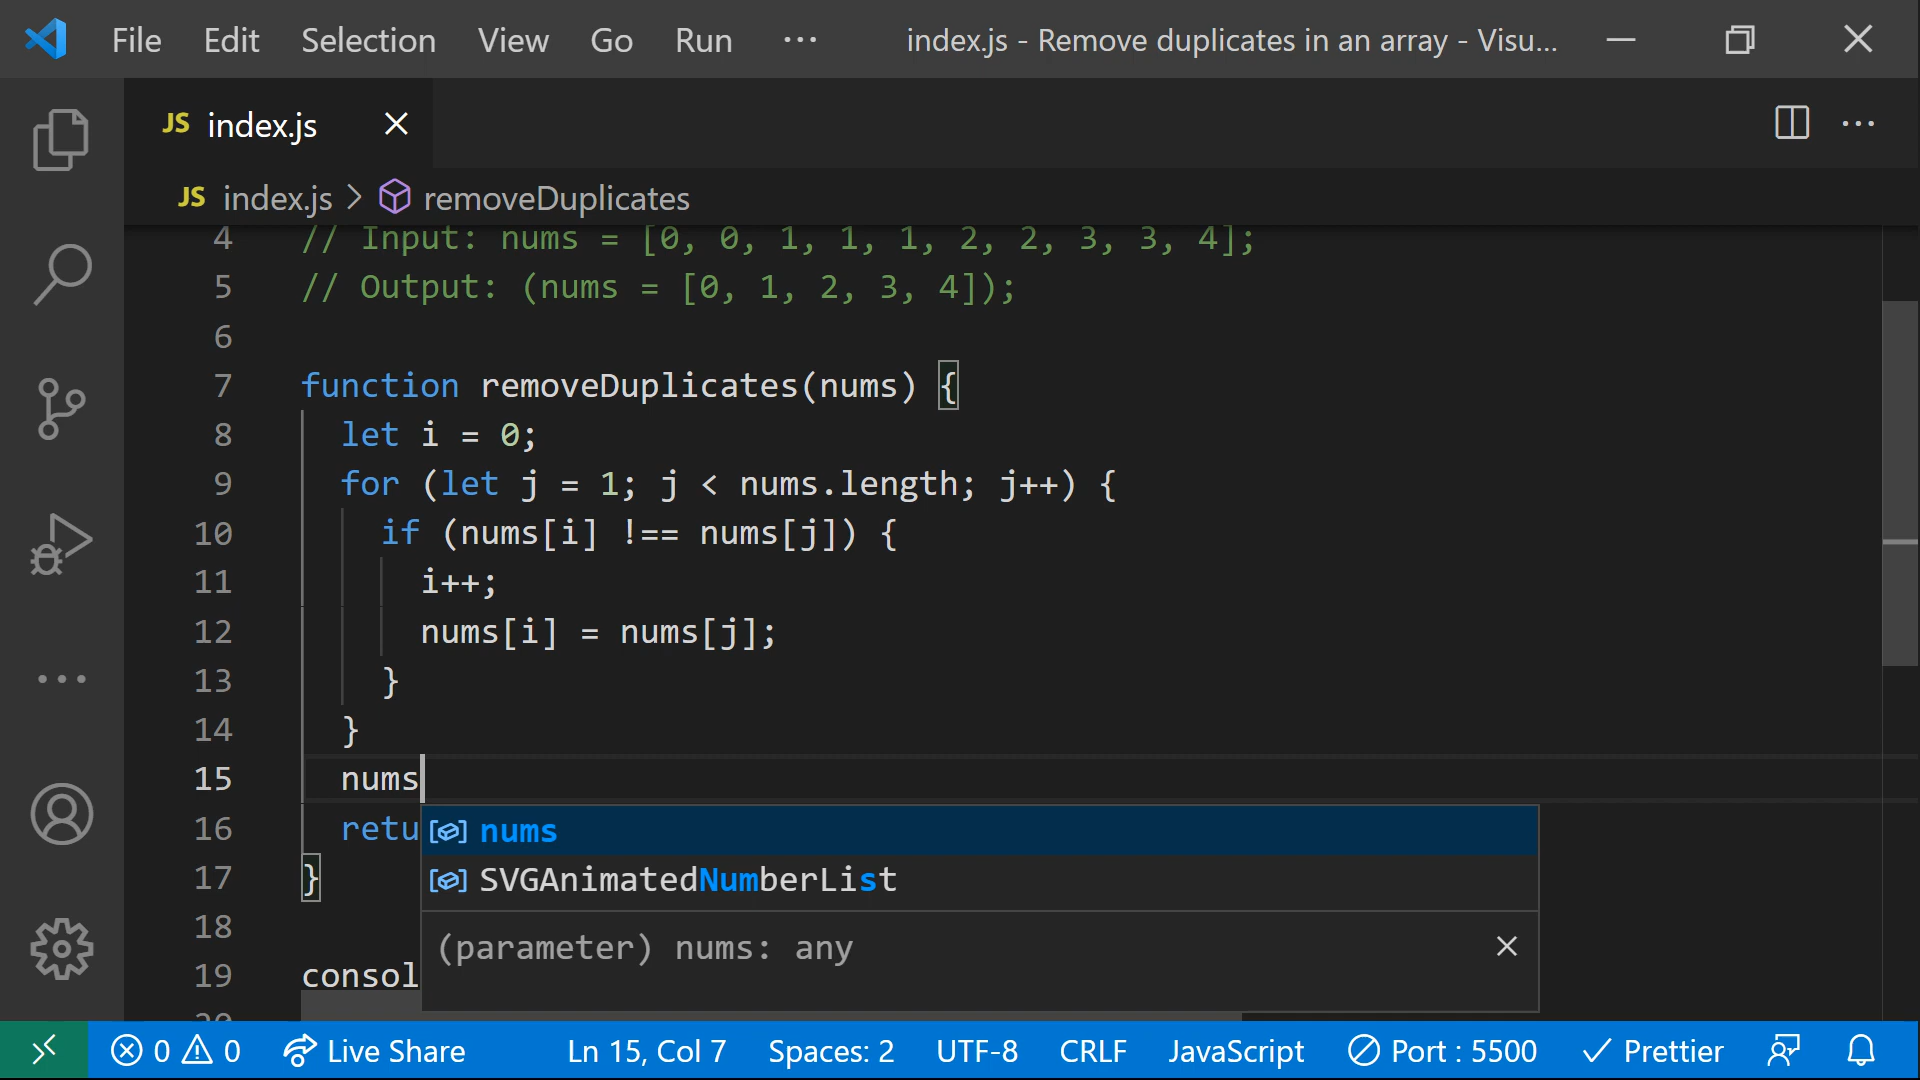 File Edit Selection View Go Run ··· index.js - Remove duplicates in an array - Visu...
JS index.js
JS index.js > removeDuplicates
4 // Input: nums = [0, 0, 1, 1, 1, 2, 2, 3, 3, 4];
5 // Output: (nums = [0, 1, 2, 3, 4]);
6
7 function removeDuplicates(nums) {
8 let i = 0;
9 for (let j = 1; j < nums.length; j++) {
10 if (nums[i] !== nums[j]) {
11 i++;
12 nums[i] = nums[j];
13 }
14 }
15 nums
16 retu
nums
17 }
SVGAnimatedNumberList
18
(parameter) nums: any
19 consol
20
0 0 Live Share Ln 15, Col 7 Spaces: 2 UTF-8 CRLF JavaScript Port : 5500 Prettier